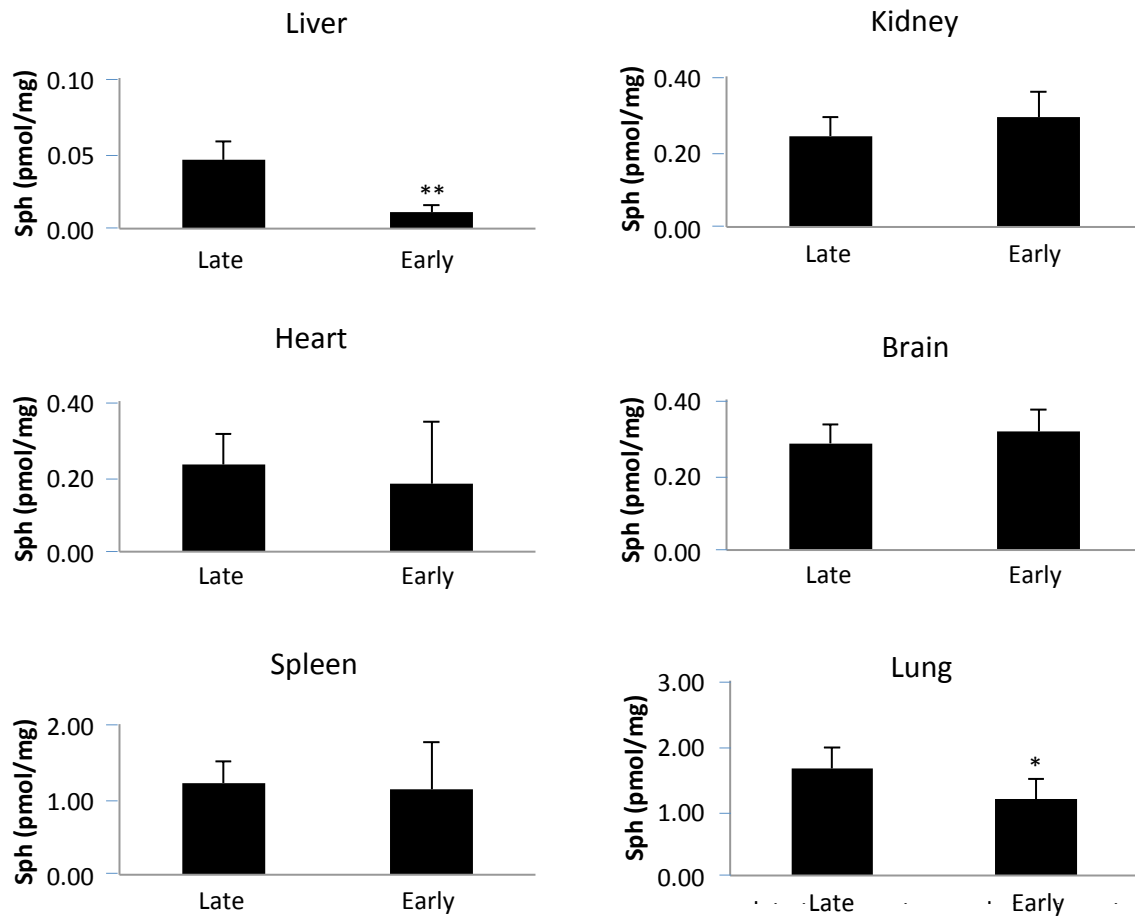 Liver
Sph (pmol/mg)
0.10
0.05
0.00
**
Late Early
Kidney
Sph (pmol/mg)
0.40
0.20
0.00
Late Early
Heart
Sph (pmol/mg)
0.40
0.20
0.00
Late Early
Brain
Sph (pmol/mg)
0.40
0.20
0.00
Late Early
Spleen
Sph (pmol/mg)
2.00
1.00
0.00
Late Early
Lung
Sph (pmol/mg)
3.00
2.00
1.00
0.00
*
Late Early